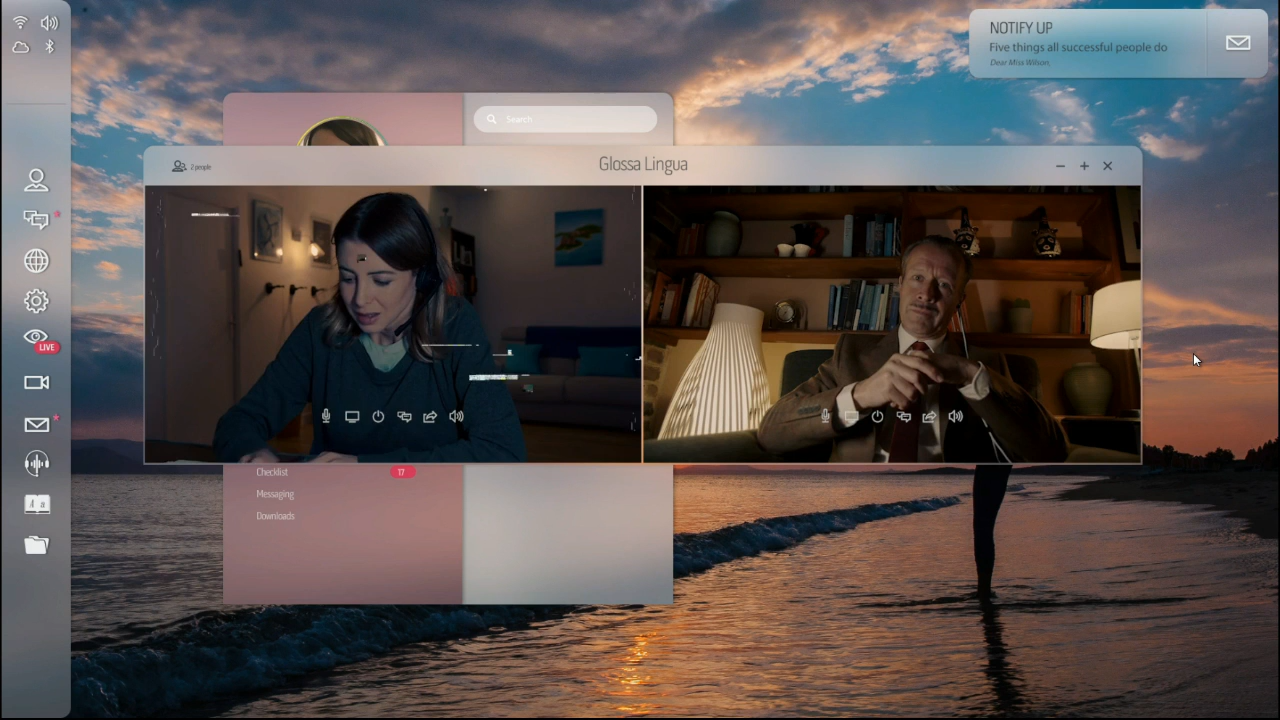 NOTIFY UP
Five things all successful people do
Dear Miss Wilson,
Search
2 people
Glossa Lingua
LIVE
A a
Checklist
17
Messaging
Downloads